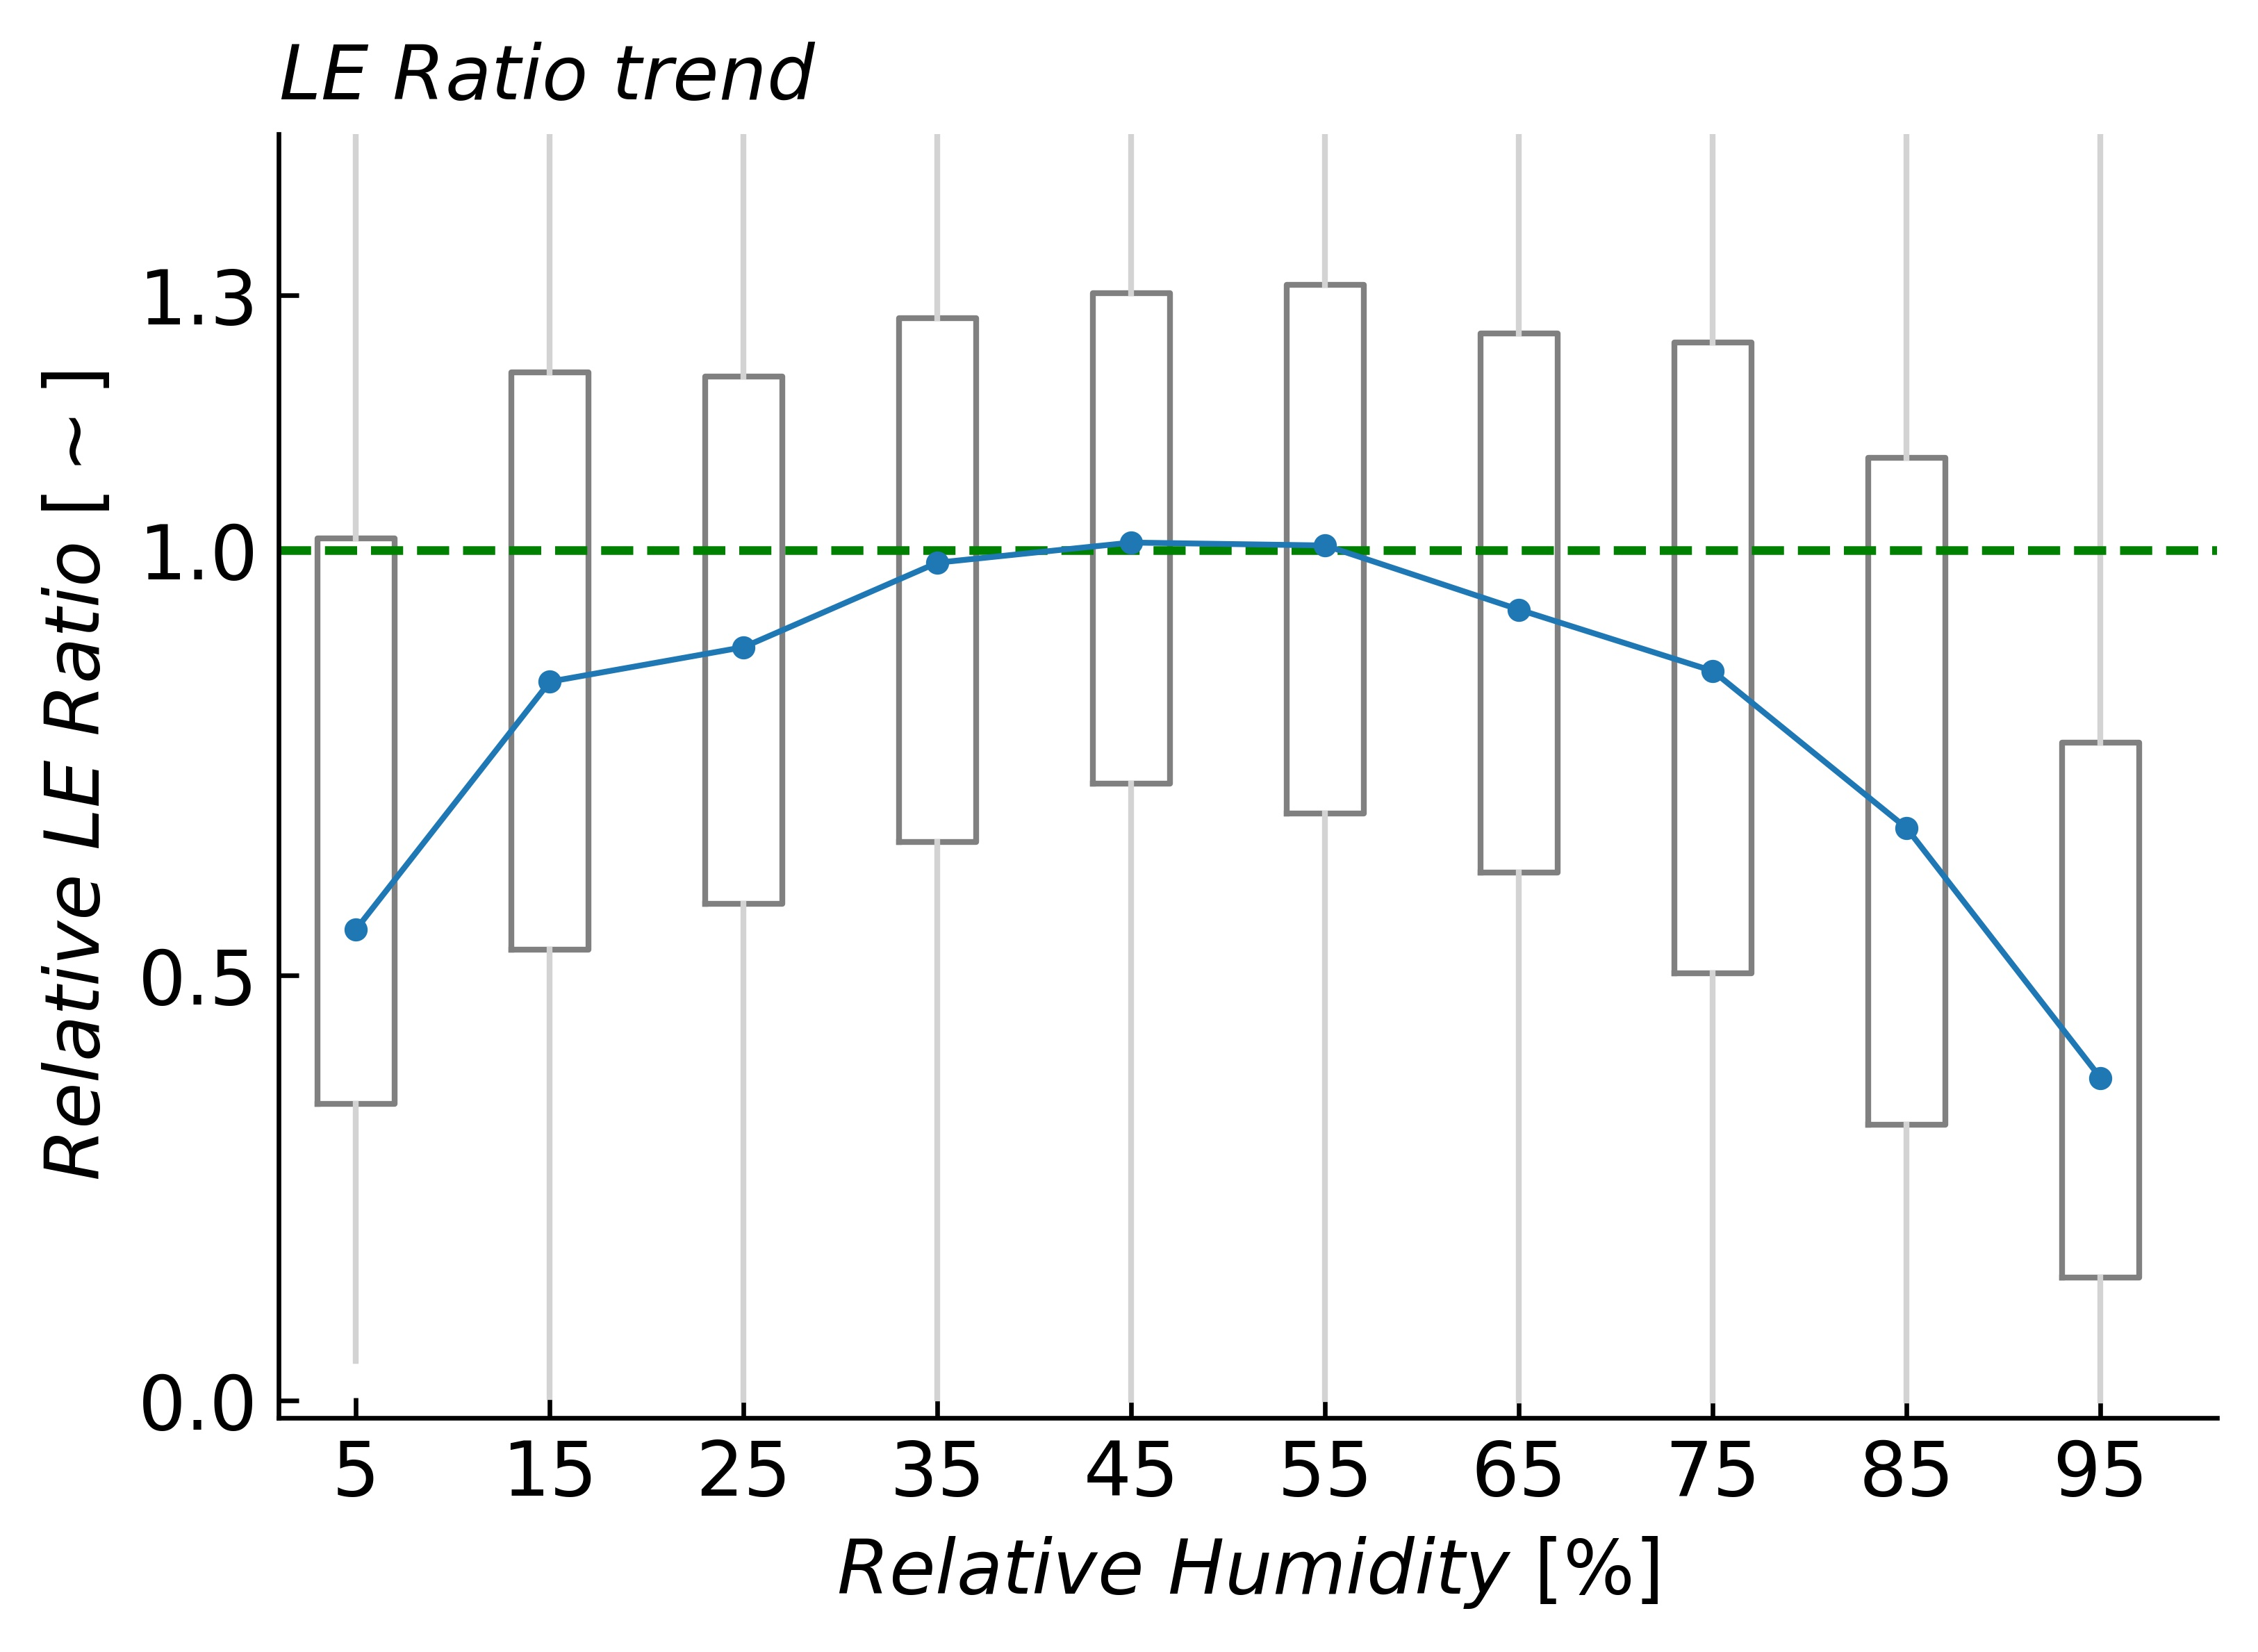 LE Ratio trend
1.3
1.0
0.5
0.0
Relative LE Ratio [ ~ ]
5 15 25 35 45 55 65 75 85 95
Relative Humidity [%]